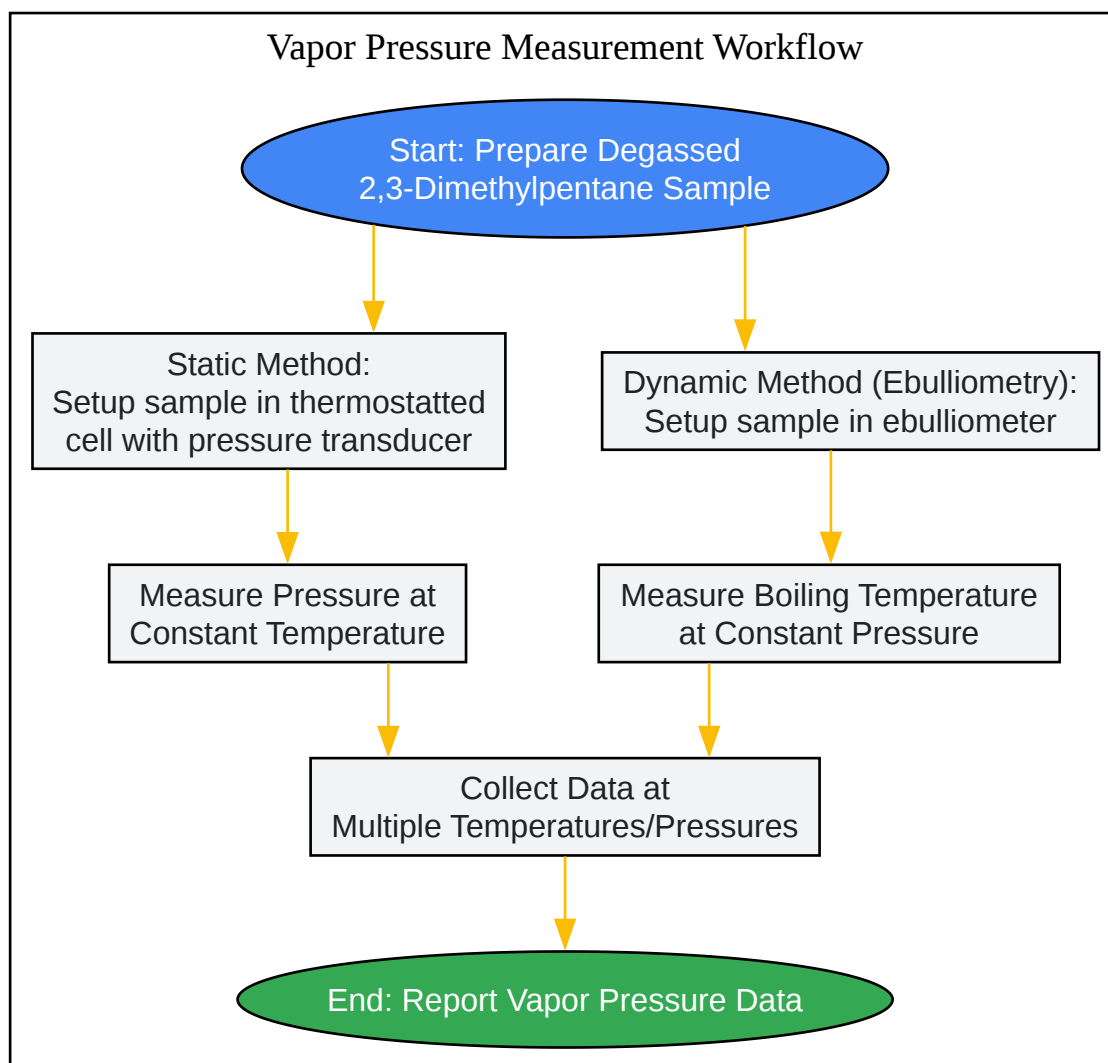 Vapor Pressure Measurement Workflow
Start: Prepare Degassed
2,3-Dimethylpentane Sample
Static Method:
Setup sample in thermostatted
cell with pressure transducer
Dynamic Method (Ebulliometry):
Setup sample in ebulliometer
Measure Pressure at
Constant Temperature
Measure Boiling Temperature
at Constant Pressure
Collect Data at
Multiple Temperatures/Pressures
End: Report Vapor Pressure Data